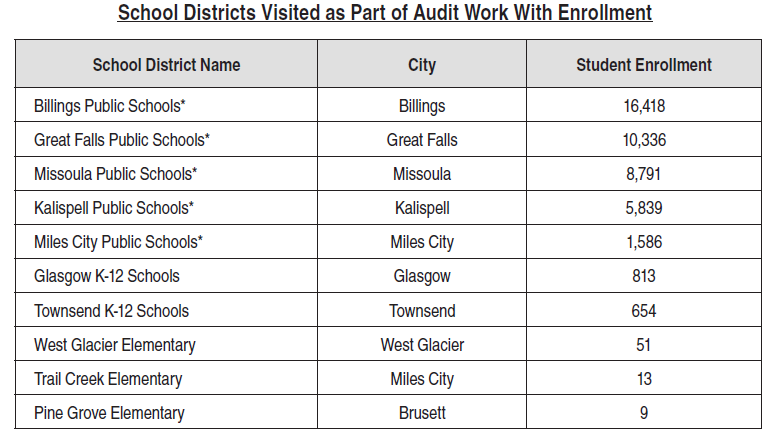 School Districts Visited as Part of Audit Work With Enrollment
School District Name City Student Enrollment
Billings Public Schools* Billings 16,418
Great Falls Public Schools* Great Falls 10,336
Missoula Public Schools* Missoula 8,791
Kalispell Public Schools* Kalispell 5,839
Miles City Public Schools* Miles City 1,586
Glasgow K-12 Schools Glasgow 813
Townsend K-12 Schools Townsend 654
West Glacier Elementary West Glacier 51
Trail Creek Elementary Miles City 13
Pine Grove Elementary Brusett 9